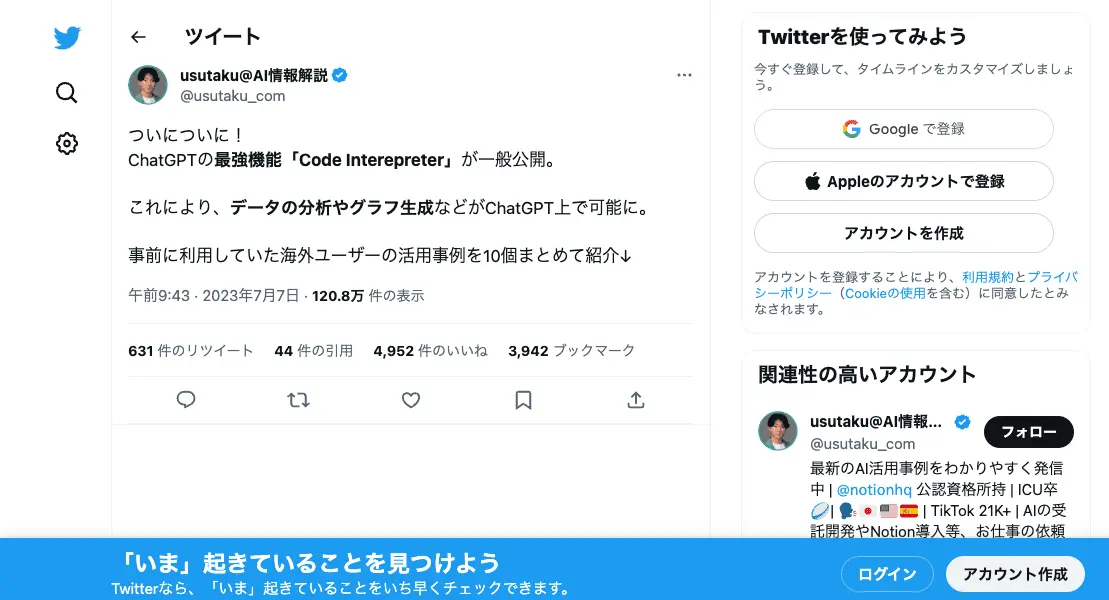 ツイート
usutaku@AI情報解説
@usutaku_com
ついについに！
ChatGPTの最強機能「Code Interepreter」が一般公開。
これにより、データの分析やグラフ生成などがChatGPT上で可能に。
事前に利用していた海外ユーザーの活用事例を10個まとめて紹介↓
午前9:43 · 2023年7月7日 · 120.8万 件の表示
631 件のリツイート 44 件の引用 4,952 件のいいね 3,942 ブックマーク
Twitterを使ってみよう
今すぐ登録して、タイムラインをカスタマイズしましょ
う。
Google で登録
Appleのアカウントで登録
アカウントを作成
アカウントを登録することにより、利用規約とプライバ
シーポリシー（Cookieの使用を含む）に同意したとみ
なされます。
関連性の高いアカウント
usutaku@AI情報...
@usutaku_com
フォロー
最新のAI活用事例をわかりやすく発信
中 | @notionhq 公認資格所持 | ICU卒
🏉| 🗣🇯🇵🇺🇸🇪🇸 | TikTok 21K+ | AIの受
託開発やNotion導入等、お仕事の依頼
「いま」起きていることを見つけよう
Twitterなら、「いま」起きていることをいち早くチェックできます。
ログイン
アカウント作成